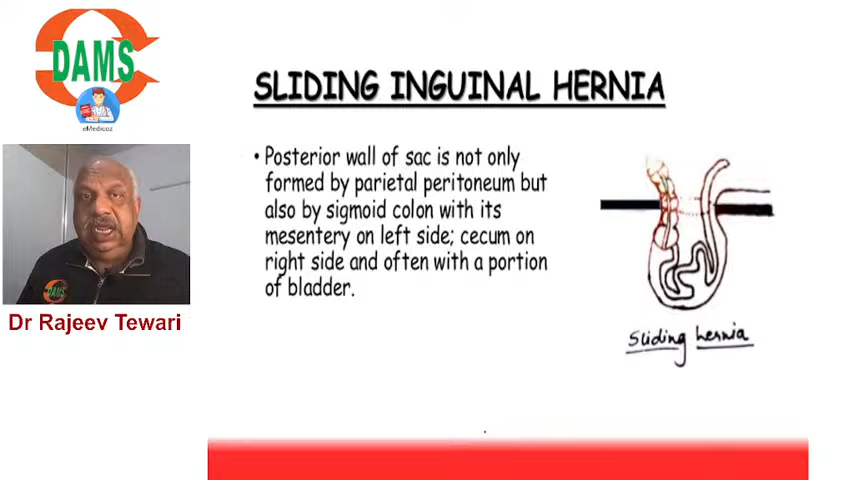 DAMS
eMedicoz
SLIDING INGUINAL HERNIA
• Posterior wall of sac is not only
formed by parietal peritoneum but
also by sigmoid colon with its
mesentery on left side; cecum on
right side and often with a portion
of bladder.
Sliding hernia
DAMS
Dr Rajeev Tewari